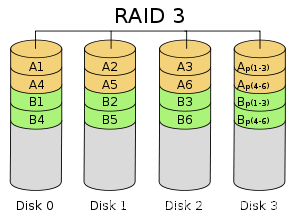 RAID 3
A1 A2 A3 Ap(1-3)
A4 A5 A6 Ap(4-6)
B1 B2 B3 Bp(1-3)
B4 B5 B6 Bp(4-6)
Disk 0 Disk 1 Disk 2 Disk 3